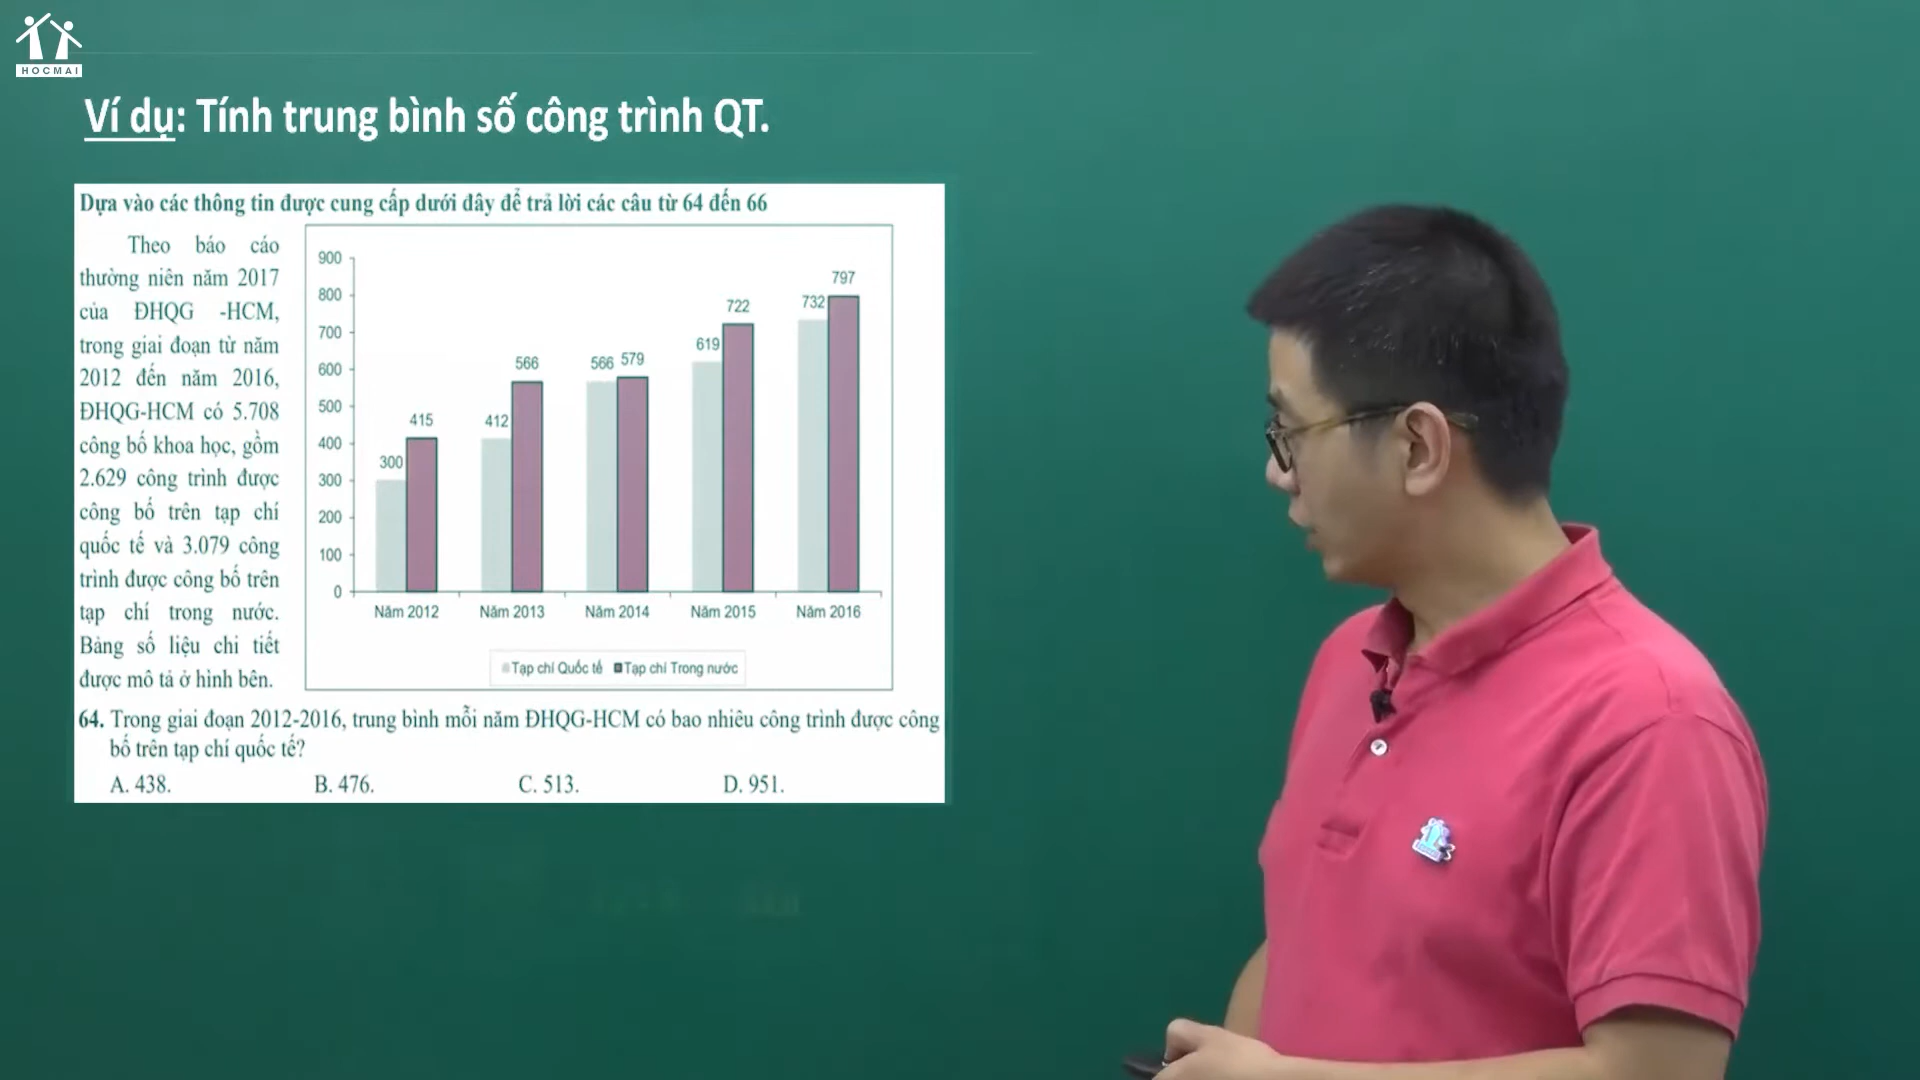 HOCMAI
Ví dụ: Tính trung bình số công trình QT.
Dựa vào các thông tin được cung cấp dưới đây để trả lời các câu từ 64 đến 66
Theo báo cáo
thường niên năm 2017
của ĐHQG -HCM,
trong giai đoạn từ năm
2012 đến năm 2016,
ĐHQG-HCM có 5.708
công bố khoa học, gồm
2.629 công trình được
công bố trên tạp chí
quốc tế và 3.079 công
trình được công bố trên
tạp chí trong nước.
Bảng số liệu chi tiết
được mô tả ở hình bên.
900
800
700
600
500
400
300
200
100
0
300
415
412
566
566
579
619
722
732
797
Năm 2012
Năm 2013
Năm 2014
Năm 2015
Năm 2016
Tạp chí Quốc tế
Tạp chí Trong nước
64. Trong giai đoạn 2012-2016, trung bình mỗi năm ĐHQG-HCM có bao nhiêu công trình được công
bố trên tạp chí quốc tế?
A. 438. B. 476. C. 513. D. 951.